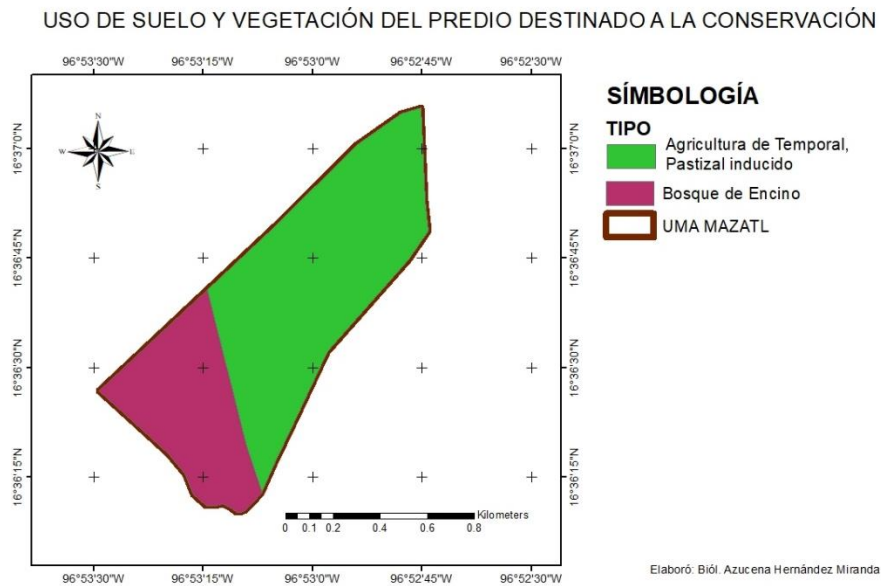 USO DE SUELO Y VEGETACIÓN DEL PREDIO DESTINADO A LA CONSERVACIÓN
96°53'30"W 96°53'15"W 96°53'0"W 96°52'45"W 96°52'30"W
N
W E
S
16°37'0"N 16°37'0"N
16°36'45"N 16°36'45"N
16°36'30"N 16°36'30"N
16°36'15"N 16°36'15"N
Kilometers
0 0.1 0.2 0.4 0.6 0.8
96°53'30"W 96°53'15"W 96°53'0"W 96°52'45"W 96°52'30"W
SÍMBOLOGÍA
TIPO
Agricultura de Temporal,
Pastizal inducido
Bosque de Encino
UMA MAZATL
Elaboró: Biól. Azucena Hernández Miranda